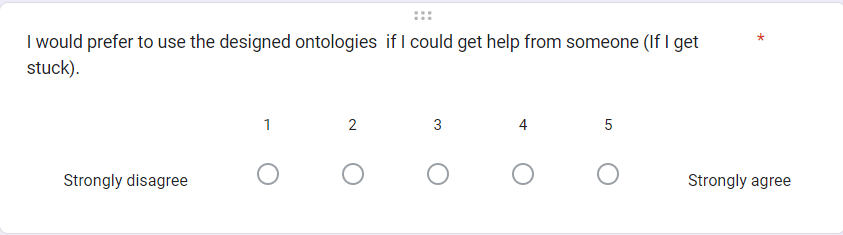 I would prefer to use the designed ontologies  if I could get help from someone (If I get *
stuck).
1 2 3 4 5
Strongly disagree Strongly agree